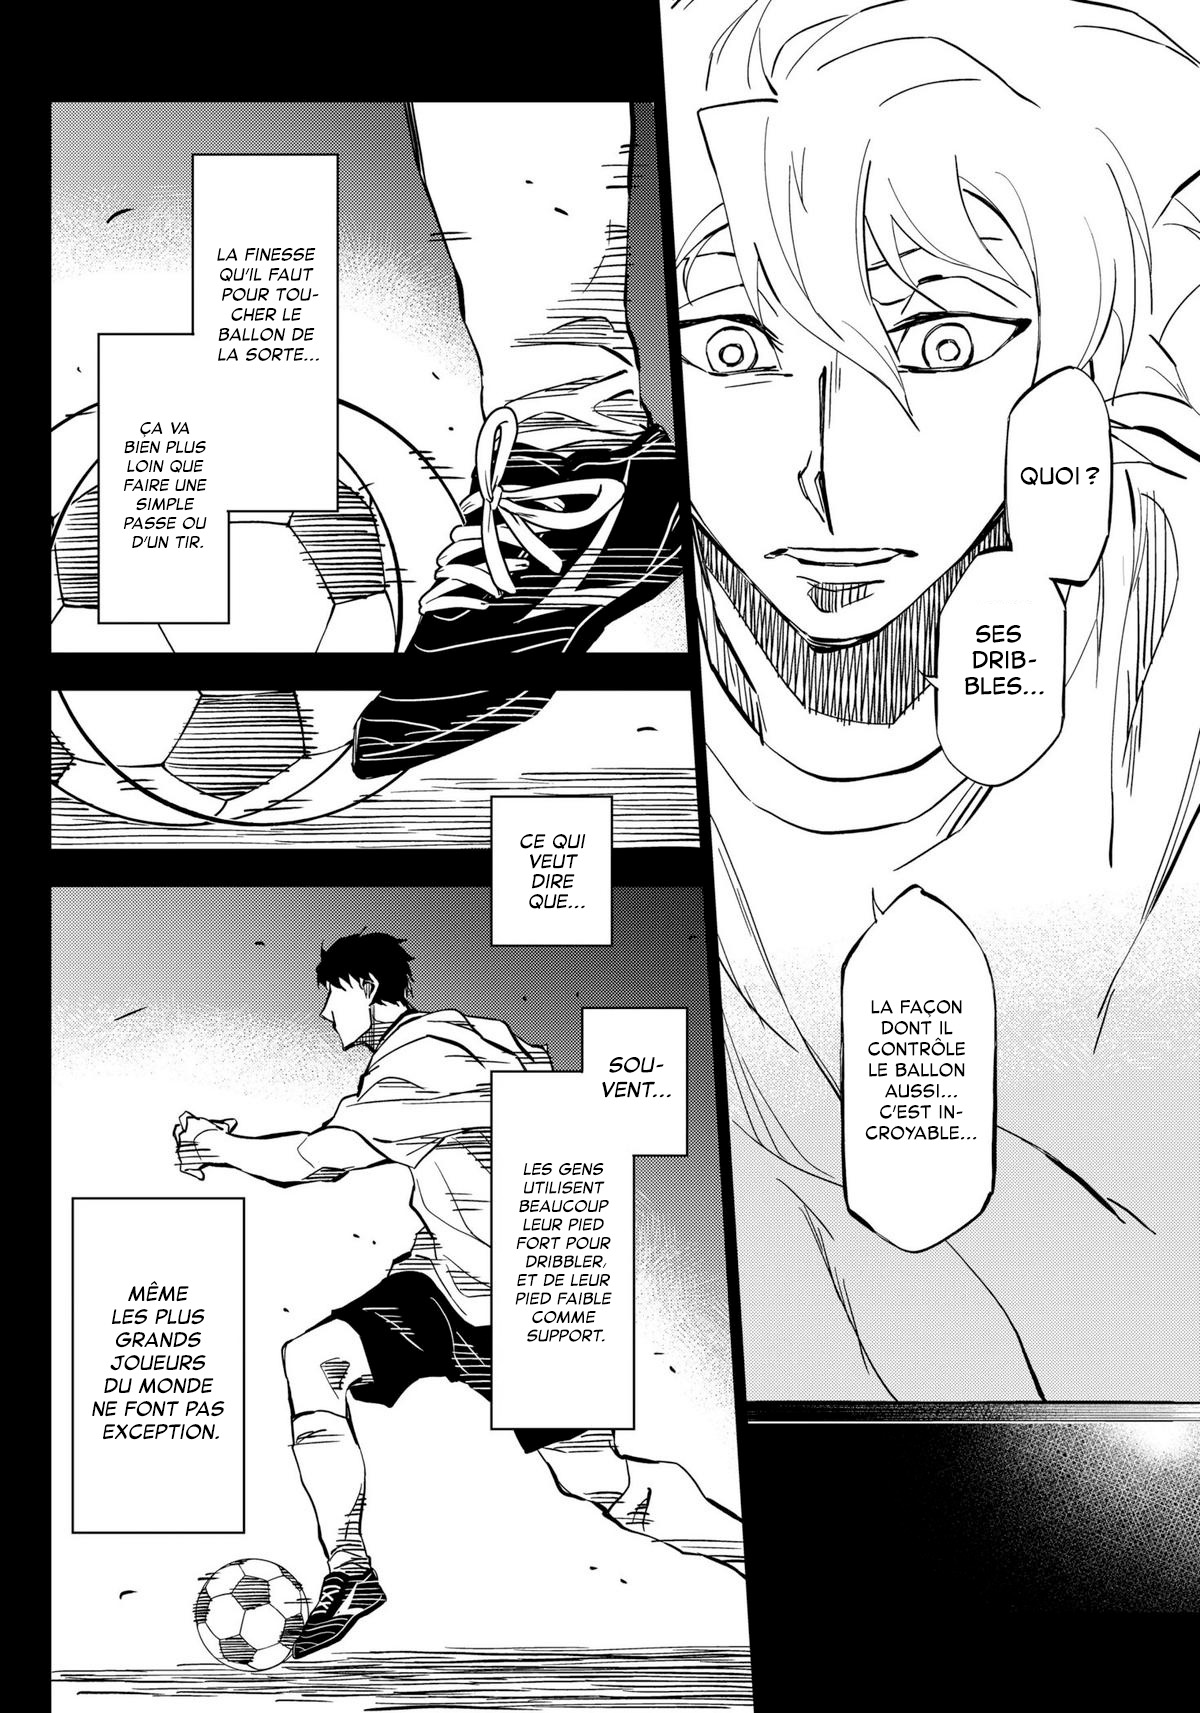 QUOI ?
SES
DRIB-
BLES...
LA FAÇON
DONT IL
CONTRÔLE
LE BALLON
AUSSI...
C'EST IN-
CROYABLE...
LA FINESSE
QU'IL FAUT
POUR TOU-
CHER LE
BALLON DE
LA SORTE...
ÇA VA
BIEN PLUS
LOIN QUE
FAIRE UNE
SIMPLE
PASSE OU
D'UN TIR.
CE QUI
VEUT
DIRE
QUE...
SOU-
VENT...
LES GENS
UTILISENT
BEAUCOUP
LEUR PIED
FORT POUR
DRIBBLER,
ET DE LEUR
PIED FAIBLE
COMME
SUPPORT.
MÊME
LES PLUS
GRANDS
JOUEURS
DU MONDE
NE FONT PAS
EXCEPTION.